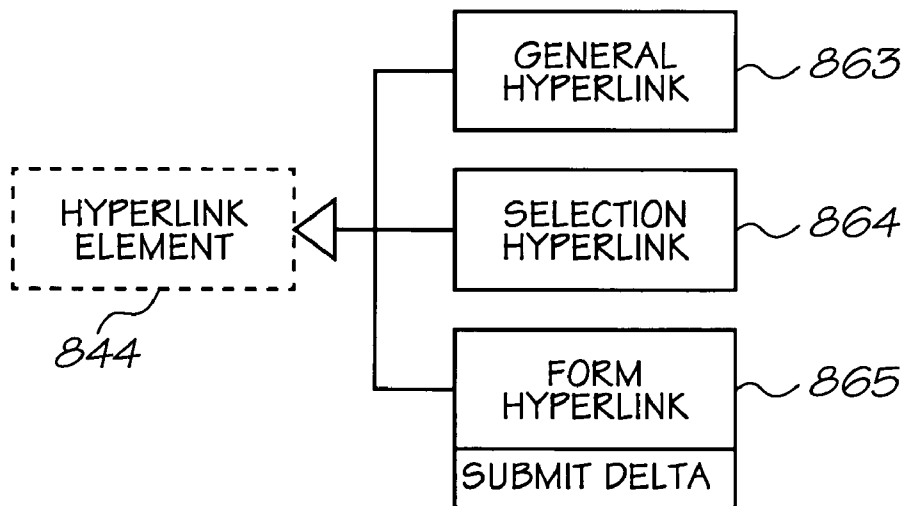 GENERAL
HYPERLINK
863
HYPERLINK
ELEMENT
844
SELECTION
HYPERLINK
864
FORM
HYPERLINK
865
SUBMIT DELTA